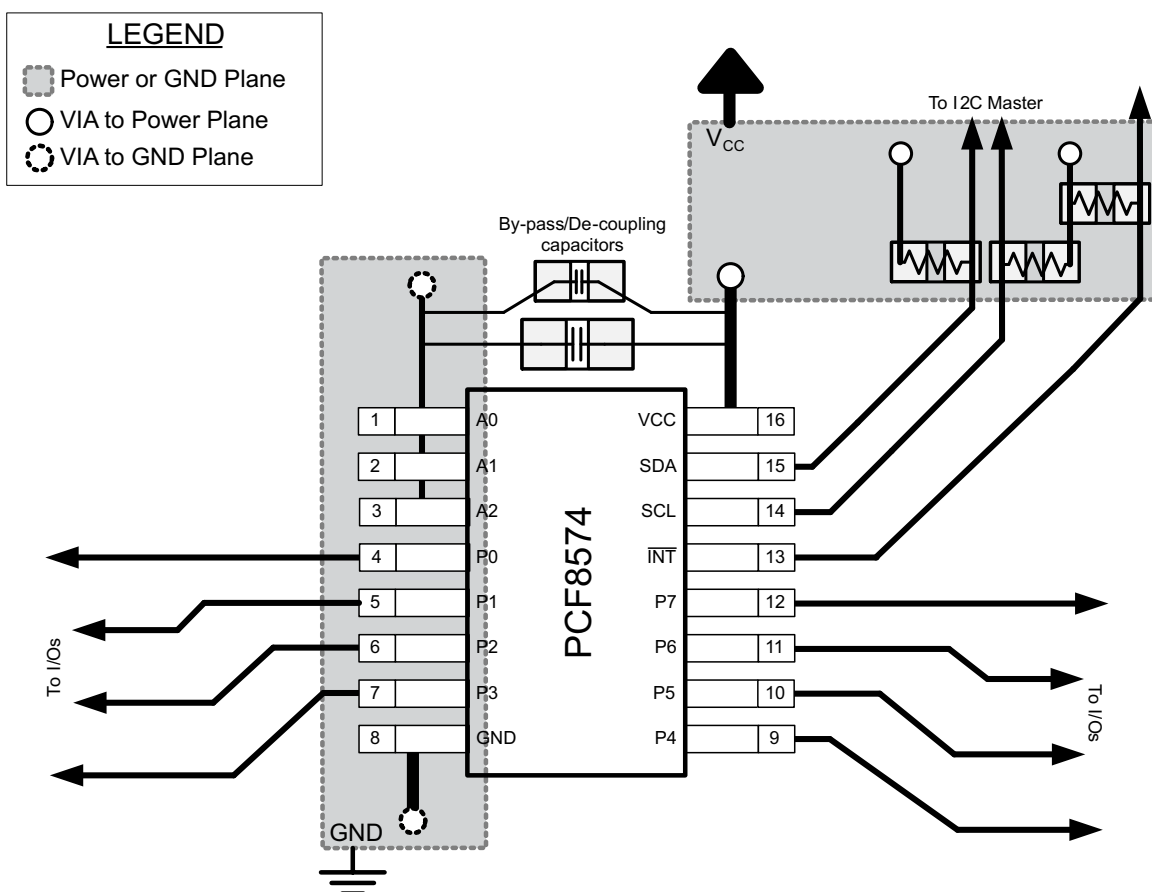 LEGEND
Power or GND Plane
VIA to Power Plane
VIA to GND Plane
To I2C Master
VCC
By-pass/De-coupling
capacitors
1 A0 VCC 16
2 A1 SDA 15
3 A2 SCL 14
4 P0 INT 13
5 P1 P7 12
6 P2 P6 11
7 P3 P5 10
8 GND P4 9
PCF8574
To I/Os
To I/Os
GND